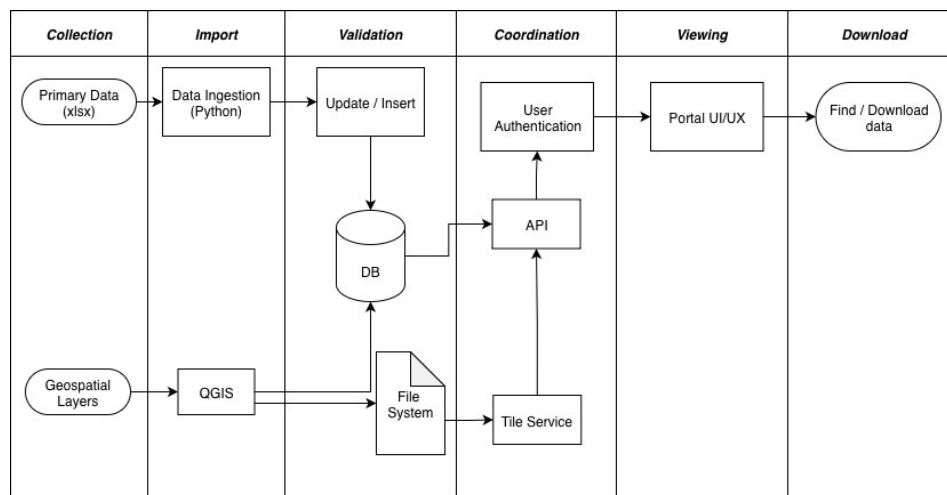 Collection
Import
Validation
Coordination
Viewing
Download
Primary Data
(xlsx)
Data Ingestion
(Python)
Update / Insert
User
Authentication
Portal UI/UX
Find / Download
data
API
DB
Geospatial
Layers
QGIS
File
System
Tile Service